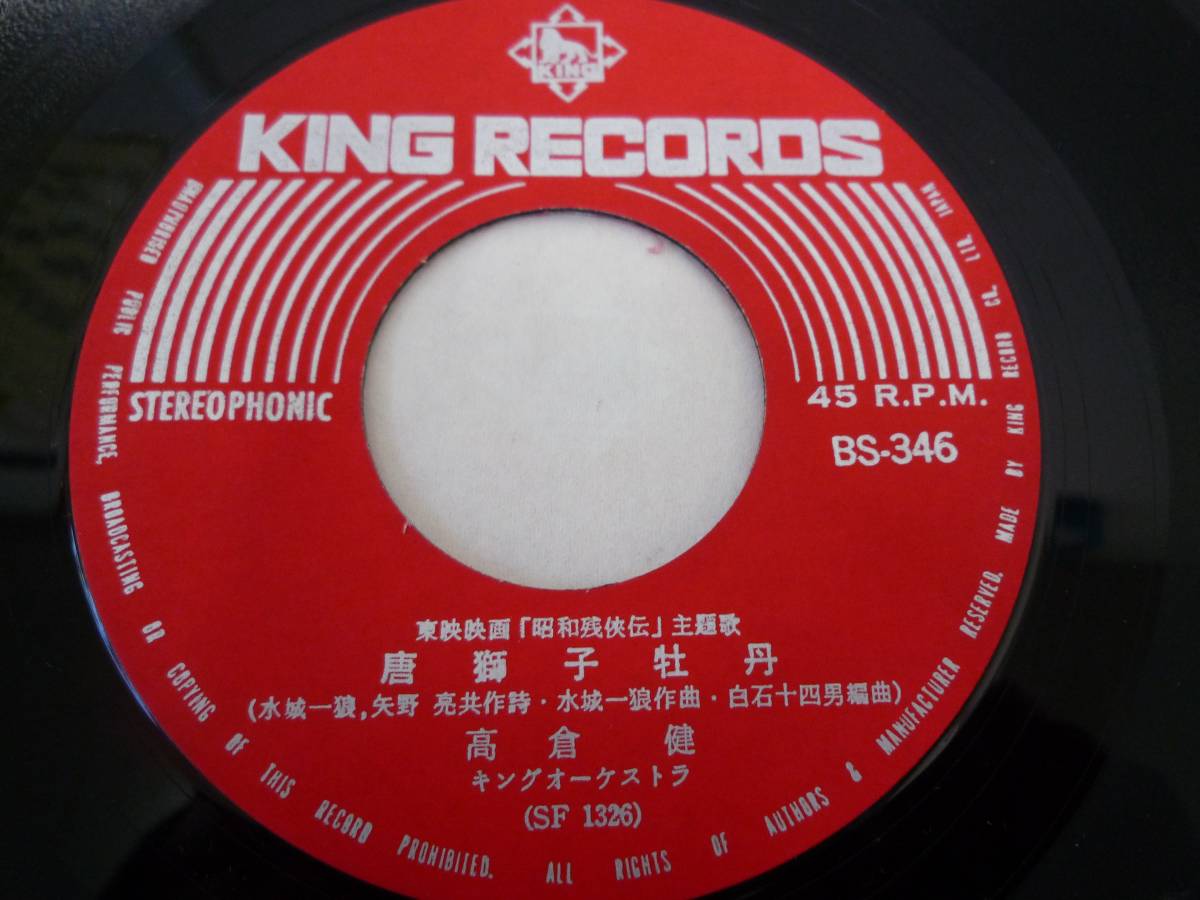 KING
KING RECORDS
STEREOPHONIC
45 R.P.M.
BS-346
東映映画「昭和残侠伝」主題歌
唐獅子牡丹
(水城一狼,矢野 亮共作詩・水城一狼作曲・白石十四男編曲)
高倉 健
キングオーケストラ
(SF 1326)
UNAUTHORISED PUBLIC PERFORMANCE, BROADCASTING OR COPYING OF THIS RECORD PROHIBITED. ALL RIGHTS OF AUTHORS & MANUFACTURER RESERVED. MADE BY KING RECORD CO., LTD. JAPAN